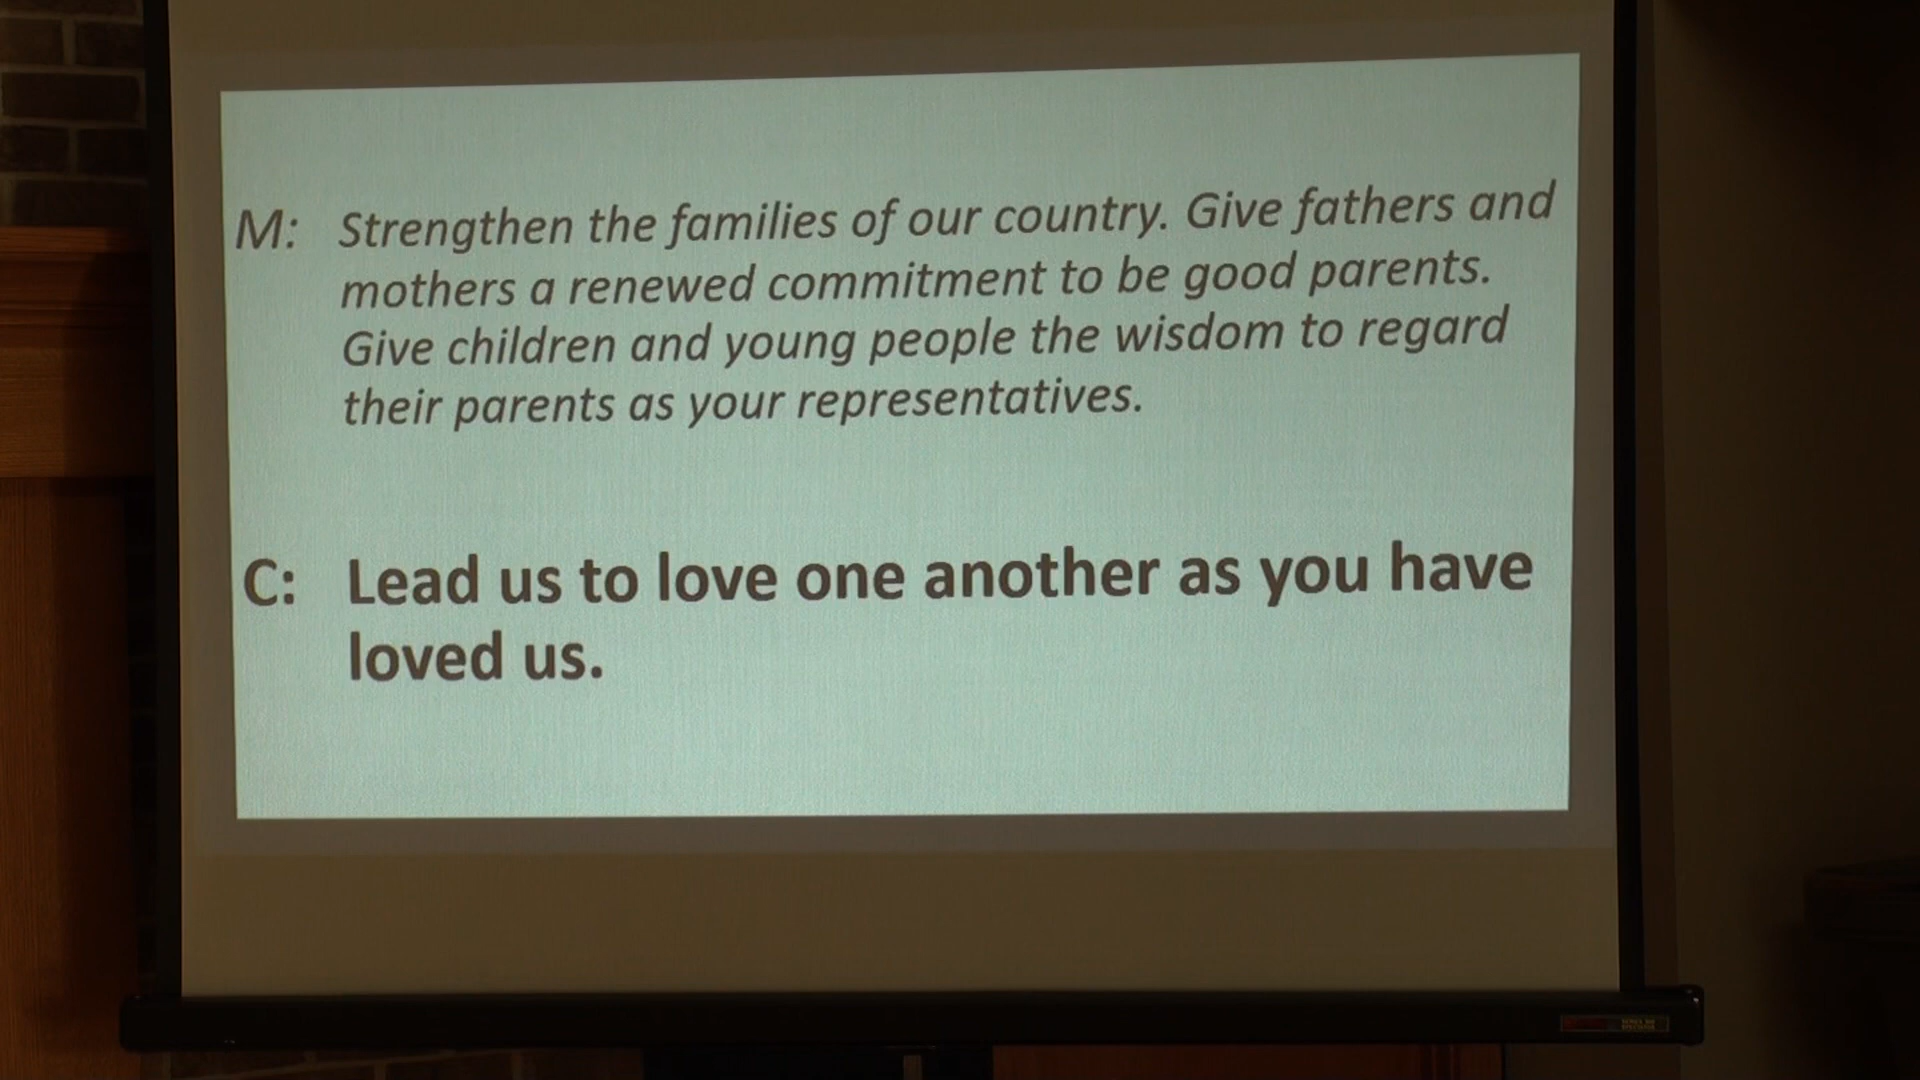 M: Strengthen the families of our country. Give fathers and
mothers a renewed commitment to be good parents.
Give children and young people the wisdom to regard
their parents as your representatives.
C: Lead us to love one another as you have
loved us.